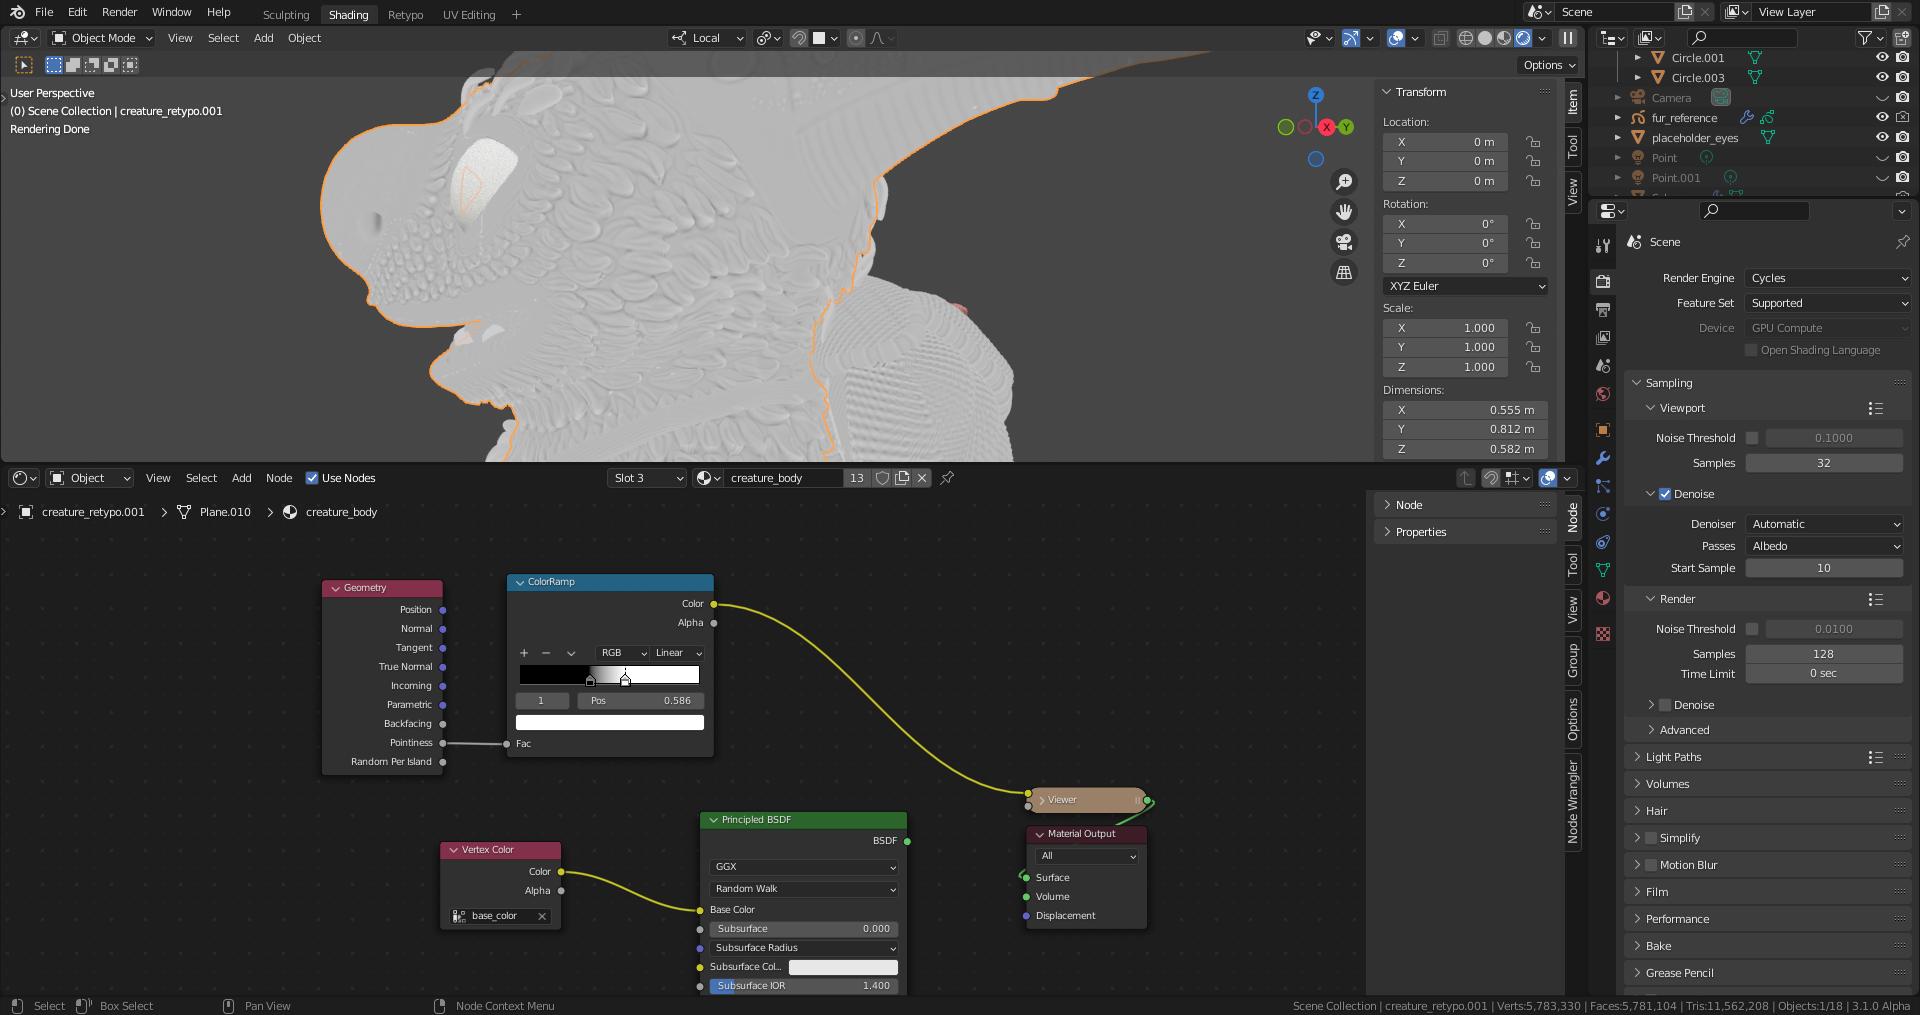 File Edit Render Window Help Sculpting Shading Retypo UV Editing + Scene View Layer
Object Mode View Select Add Object Local
Options
User Perspective
(0) Scene Collection | creature_retypo.001
Rendering Done
Z
X
Y
Transform
Location:
X 0 m
Y 0 m
Z 0 m
Rotation:
X 0°
Y 0°
Z 0°
XYZ Euler
Scale:
X 1.000
Y 1.000
Z 1.000
Dimensions:
X 0.555 m
Y 0.812 m
Z 0.582 m
Item
Tool
View
Circle.001
Circle.003
Camera
fur_reference
placeholder_eyes
Point
Point.001
Scene
Render Engine Cycles
Feature Set Supported
Device GPU Compute
Open Shading Language
Sampling
Viewport
Noise Threshold 0.1000
Samples 32
Denoise
Denoiser Automatic
Passes Albedo
Start Sample 10
Render
Noise Threshold 0.0100
Samples 128
Time Limit 0 sec
Denoise
Advanced
Light Paths
Volumes
Hair
Simplify
Motion Blur
Film
Performance
Bake
Grease Pencil
Object View Select Add Node Use Nodes Slot 3 creature_body 13
creature_retypo.001 > Plane.010 > creature_body
Node
Properties
Node
Tool
View
Group
Options
Node Wrangler
Geometry
Position
Normal
Tangent
True Normal
Incoming
Parametric
Backfacing
Pointiness
Random Per Island
ColorRamp
Color
Alpha
+ − RGB Linear
1 Pos 0.586
Fac
Vertex Color
Color
Alpha
base_color
Principled BSDF
BSDF
GGX
Random Walk
Base Color
Subsurface 0.000
Subsurface Radius
Subsurface Col...
Subsurface IOR 1.400
Viewer
Material Output
All
Surface
Volume
Displacement
Select Box Select Pan View Node Context Menu Scene Collection | creature_retypo.001 | Verts:5,783,330 | Faces:5,781,104 | Tris:11,562,208 | Objects:1/18 | 3.1.0 Alpha